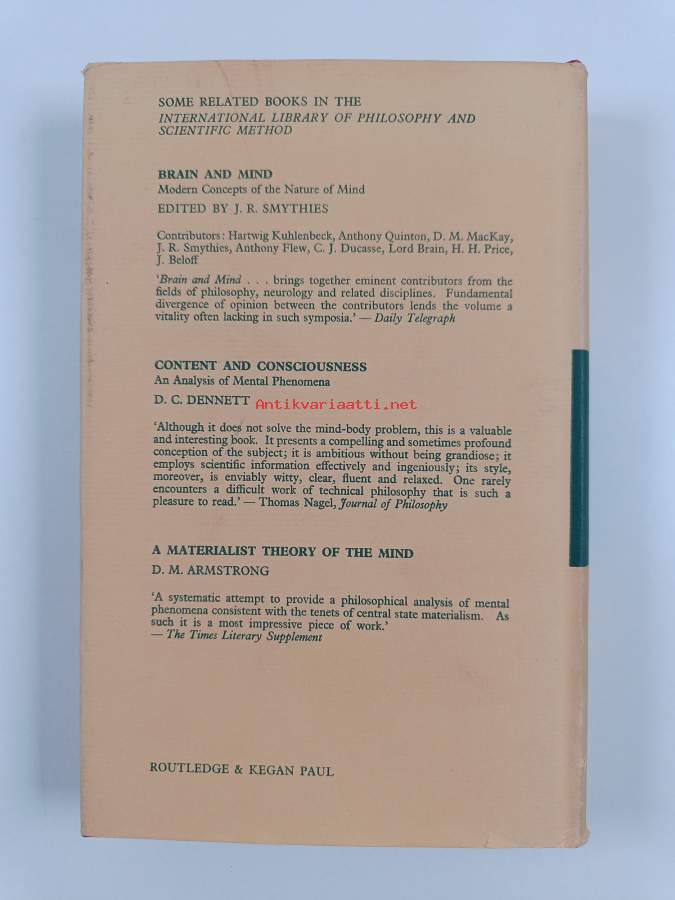 SOME RELATED BOOKS IN THE
INTERNATIONAL LIBRARY OF PHILOSOPHY AND
SCIENTIFIC METHOD
BRAIN AND MIND
Modern Concepts of the Nature of Mind
EDITED BY J. R. SMYTHIES
Contributors: Hartwig Kuhlenbeck, Anthony Quinton, D. M. MacKay,
J. R. Smythies, Anthony Flew, C. J. Ducasse, Lord Brain, H. H. Price,
J. Beloff
'Brain and Mind . . . brings together eminent contributors from the
fields of philosophy, neurology and related disciplines. Fundamental
divergence of opinion between the contributors lends the volume a
vitality often lacking in such symposia.' — Daily Telegraph
CONTENT AND CONSCIOUSNESS
An Analysis of Mental Phenomena
D. C. DENNETT
Antikvariaatti.net
'Although it does not solve the mind-body problem, this is a valuable
and interesting book. It presents a compelling and sometimes profound
conception of the subject; it is ambitious without being grandiose; it
employs scientific information effectively and ingeniously; its style,
moreover, is enviably witty, clear, fluent and relaxed. One rarely
encounters a difficult work of technical philosophy that is such a
pleasure to read.' — Thomas Nagel, Journal of Philosophy
A MATERIALIST THEORY OF THE MIND
D. M. ARMSTRONG
'A systematic attempt to provide a philosophical analysis of mental
phenomena consistent with the tenets of central state materialism. As
such it is a most impressive piece of work.'
— The Times Literary Supplement
ROUTLEDGE & KEGAN PAUL